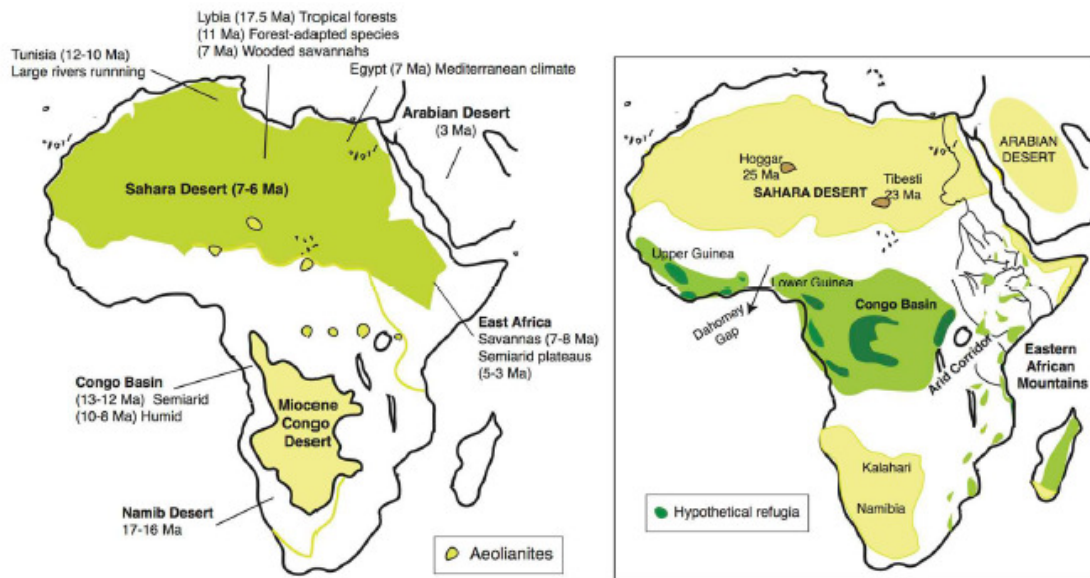 Lybia (17.5 Ma) Tropical forests
(11 Ma) Forest-adapted species
(7 Ma) Wooded savannahs
Tunisia (12-10 Ma)
Large rivers runnning
Egypt (7 Ma) Mediterranean climate
Arabian Desert
(3 Ma)
Sahara Desert (7-6 Ma)
East Africa
Savannas (7-8 Ma)
Semiarid plateaus
(5-3 Ma)
Congo Basin
(13-12 Ma) Semiarid
(10-8 Ma) Humid
Miocene
Congo
Desert
Namib Desert
17-16 Ma
Aeolianites
ARABIAN
DESERT
Hoggar
25 Ma
Tibesti
23 Ma
SAHARA DESERT
Upper Guinea
Lower Guinea
Dahomey
Gap
Congo Basin
Arid Corridor
Eastern
African
Mountains
Kalahari
Namibia
Hypothetical refugia